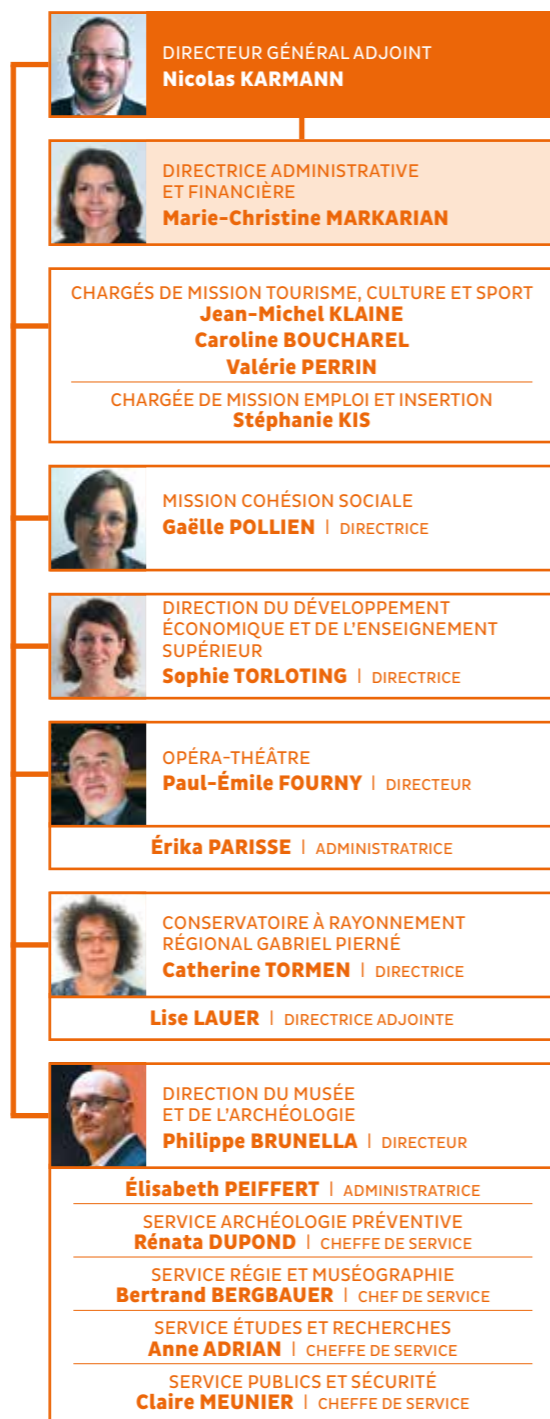 DIRECTEUR GÉNÉRAL ADJOINT
Nicolas KARMANN
DIRECTRICE ADMINISTRATIVE
ET FINANCIÈRE
Marie-Christine MARKARIAN
CHARGÉS DE MISSION TOURISME, CULTURE ET SPORT
Jean-Michel KLAINE
Caroline BOUCHAREL
Valérie PERRIN
CHARGÉE DE MISSION EMPLOI ET INSERTION
Stéphanie KIS
MISSION COHÉSION SOCIALE
Gaëlle POLLIEN | DIRECTRICE
DIRECTION DU DÉVELOPPEMENT
ÉCONOMIQUE ET DE L'ENSEIGNEMENT
SUPÉRIEUR
Sophie TORLOTING | DIRECTRICE
OPÉRA-THÉÂTRE
Paul-Émile FOURNY | DIRECTEUR
Érika PARISSE | ADMINISTRATRICE
CONSERVATOIRE À RAYONNEMENT
RÉGIONAL GABRIEL PIERNÉ
Catherine TORMEN | DIRECTRICE
Lise LAUER | DIRECTRICE ADJOINTE
DIRECTION DU MUSÉE
ET DE L'ARCHÉOLOGIE
Philippe BRUNELLA | DIRECTEUR
Élisabeth PEIFFERT | ADMINISTRATRICE
SERVICE ARCHÉOLOGIE PRÉVENTIVE
Rénata DUPOND | CHEFFE DE SERVICE
SERVICE RÉGIE ET MUSÉOGRAPHIE
Bertrand BERGBAUER | CHEF DE SERVICE
SERVICE ÉTUDES ET RECHERCHES
Anne ADRIAN | CHEFFE DE SERVICE
SERVICE PUBLICS ET SÉCURITÉ
Claire MEUNIER | CHEFFE DE SERVICE